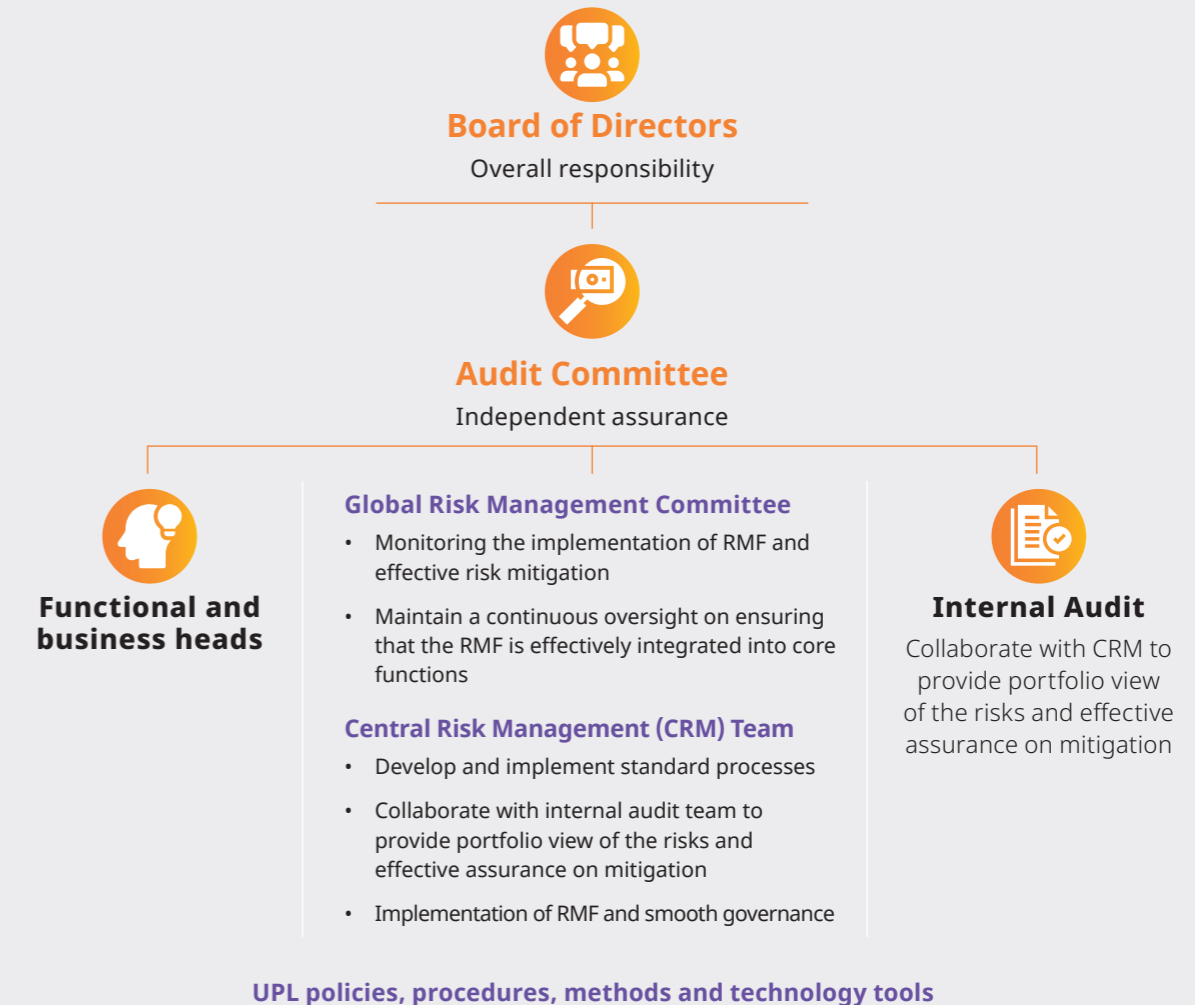 Board of Directors
Overall responsibility
Audit Committee
Independent assurance
Functional and
business heads
Global Risk Management Committee
• Monitoring the implementation of RMF and
effective risk mitigation
• Maintain a continuous oversight on ensuring
that the RMF is effectively integrated into core
functions
Central Risk Management (CRM) Team
• Develop and implement standard processes
• Collaborate with internal audit team to
provide portfolio view of the risks and
effective assurance on mitigation
• Implementation of RMF and smooth governance
Internal Audit
Collaborate with CRM to
provide portfolio view
of the risks and effective
assurance on mitigation
UPL policies, procedures, methods and technology tools